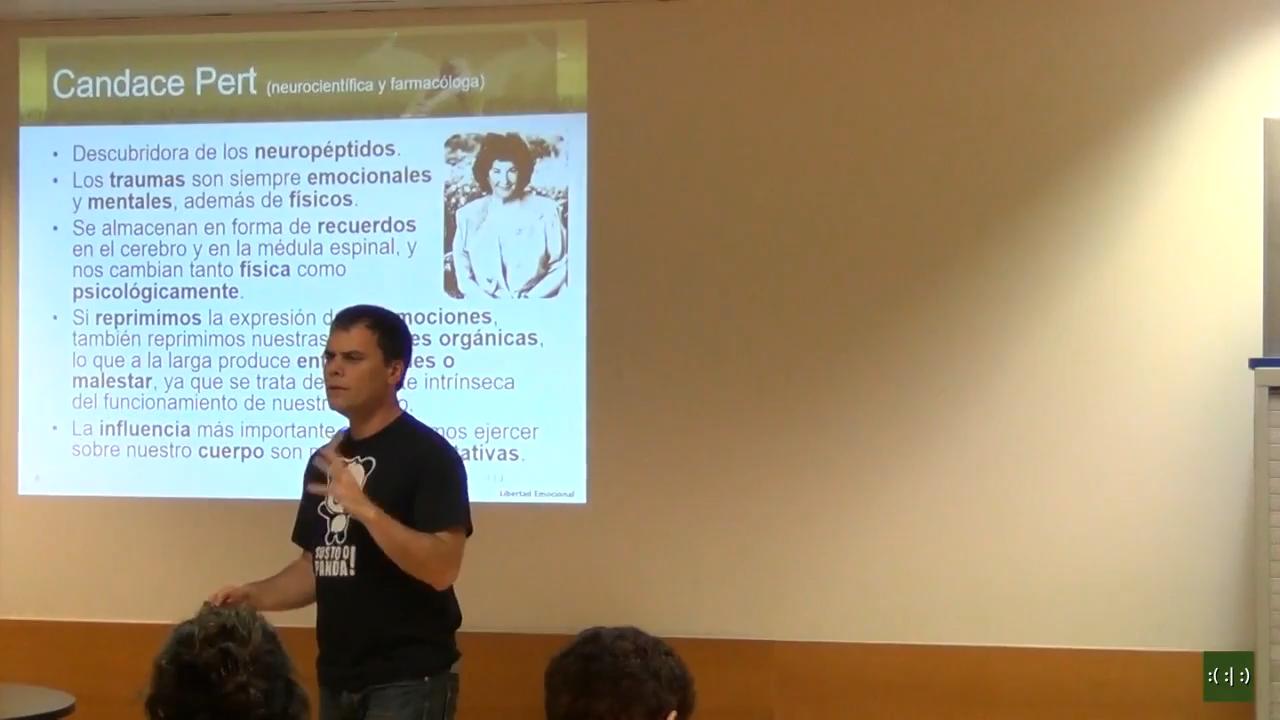 Candace Pert (neurocientífica y farmacóloga)
• Descubridora de los neuropéptidos.
• Los traumas son siempre emocionales
y mentales, además de físicos.
• Se almacenan en forma de recuerdos
en el cerebro y en la médula espinal, y
nos cambian tanto física como
psicológicamente.
• Si reprimimos la expresión mociones,
también reprimimos nuestras es orgánicas,
lo que a la larga produce es o
malestar, ya que se trata de intrínseca
del funcionamiento de
• La influencia más importante mos ejercer
sobre nuestro cuerpo son ativas.
Libertad Emocional
SUSTO O
PANDA!
:( :| :)